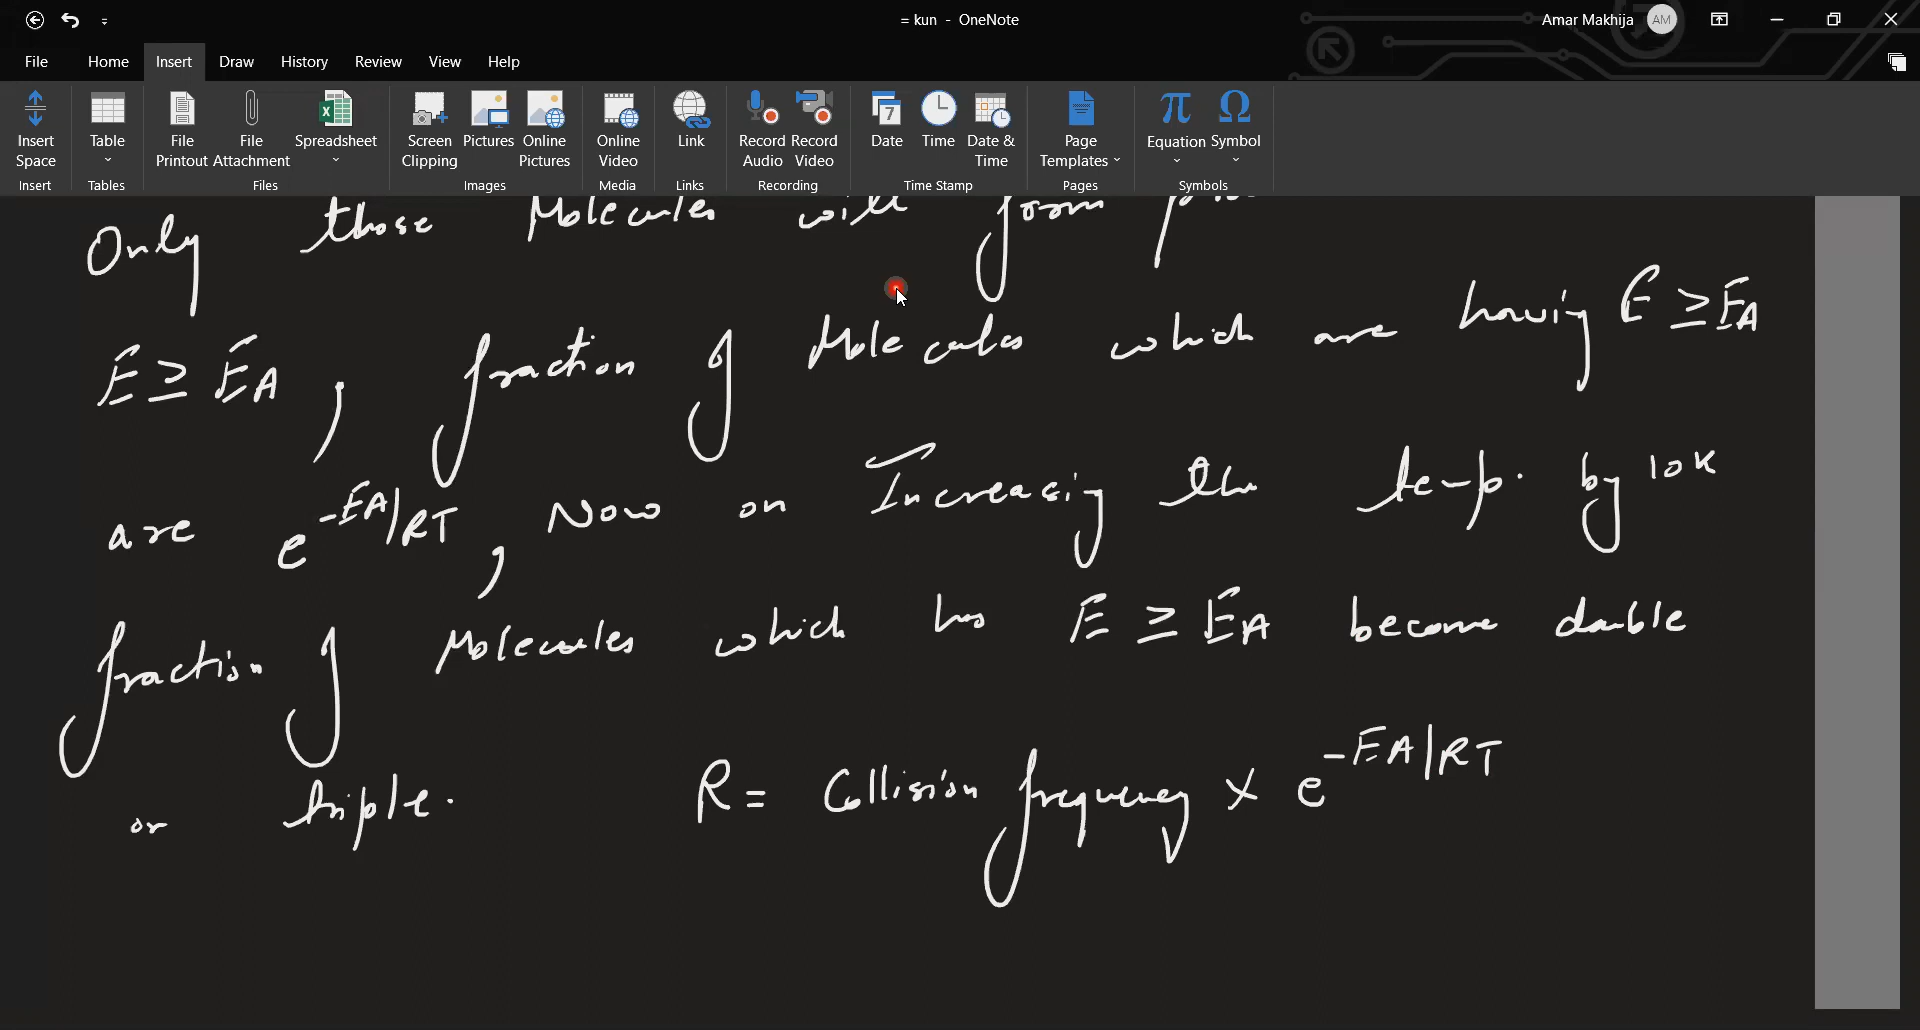 = kun - OneNote
Amar Makhija AM
File Home Insert Draw History Review View Help
Insert Space
Table
File Printout
File Attachment
Spreadsheet
Screen Clipping
Pictures
Online Pictures
Online Video
Link
Record Audio
Record Video
7
Date
Time
Date & Time
Page Templates
π
Equation
Ω
Symbol
Insert Tables Files Images Media Links Recording Time Stamp Pages Symbols
Only those Molecules will form
E ≥ EA, fraction of Molecules which are having E ≥ EA
are e^-EA/RT, Now on Increasing the temp. by 10K
fraction of Molecules which has E ≥ EA become double
or triple. R = Collision frequency × e^-EA/RT